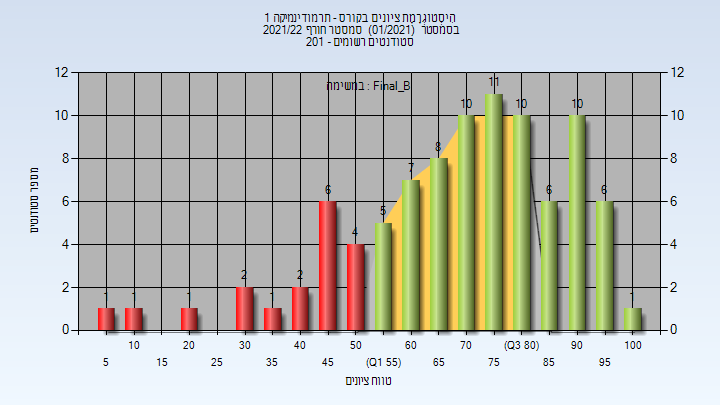 היסטוגרמת ציונים בקורס - תרמודינמיקה 1
בסמסטר (01/2021) סמסטר חורף 2021/22
סטודנטים רשומים - 201
במשימה : Final_B
מספר סטודנטים
12 12
10 10
8 8
6 6
4 4
2 2
0 0
1 1 1 2 1 2 6 4 5 7 8 10 11 10 6 10 6 1
10 20 30 40 50 60 70 (Q3 80) 90 100
5 15 25 35 45 (Q1 55) 65 75 85 95
טווח ציונים